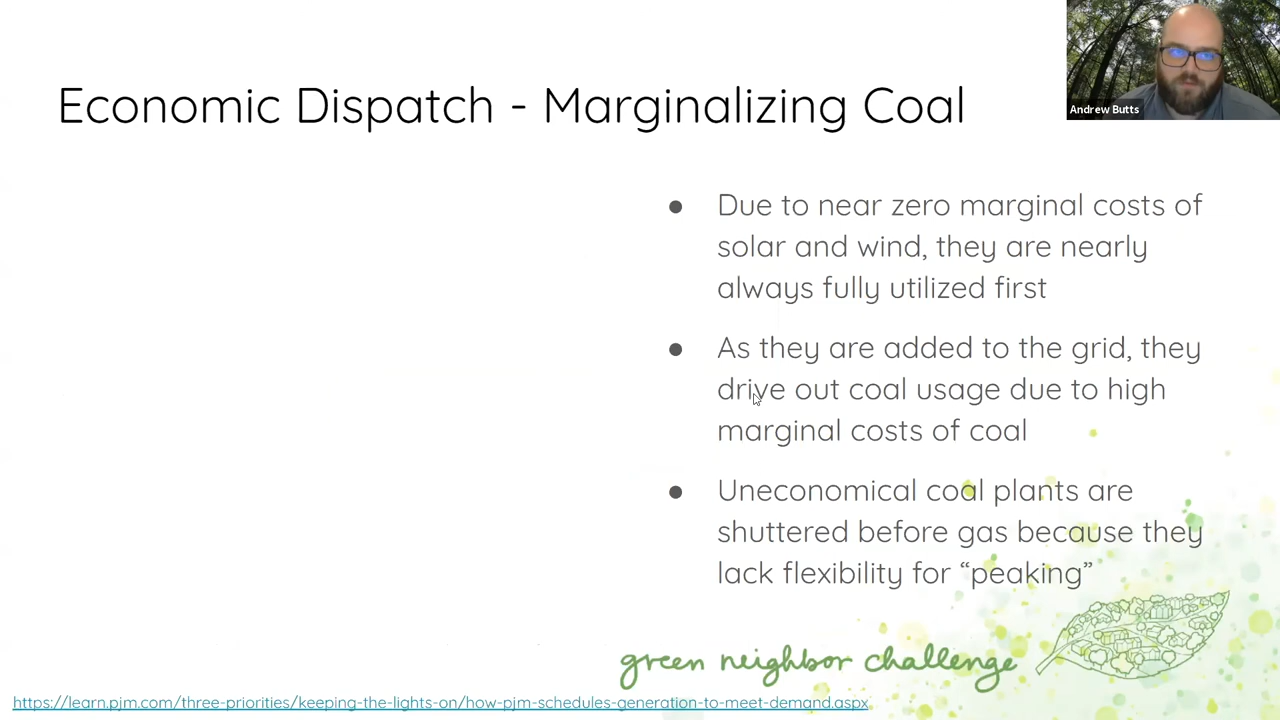 Economic Dispatch - Marginalizing Coal
Andrew Butts
● Due to near zero marginal costs of
solar and wind, they are nearly
always fully utilized first
● As they are added to the grid, they
drive out coal usage due to high
marginal costs of coal
● Uneconomical coal plants are
shuttered before gas because they
lack flexibility for “peaking”
green neighbor challenge
https://learn.pjm.com/three-priorities/keeping-the-lights-on/how-pjm-schedules-generation-to-meet-demand.aspx